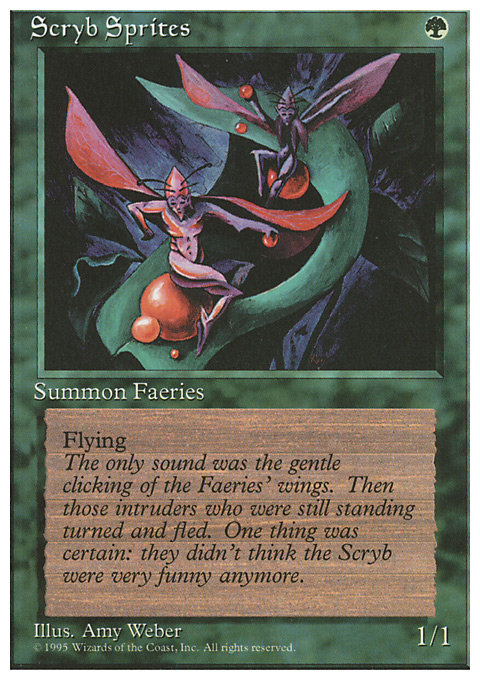 Scryb Sprites
Summon Faeries
Flying
The only sound was the gentle
clicking of the Faeries' wings. Then
those intruders who were still standing
turned and fled. One thing was
certain: they didn't think the Scryb
were very funny anymore.
Illus. Amy Weber
© 1995 Wizards of the Coast, Inc. All rights reserved.
1/1